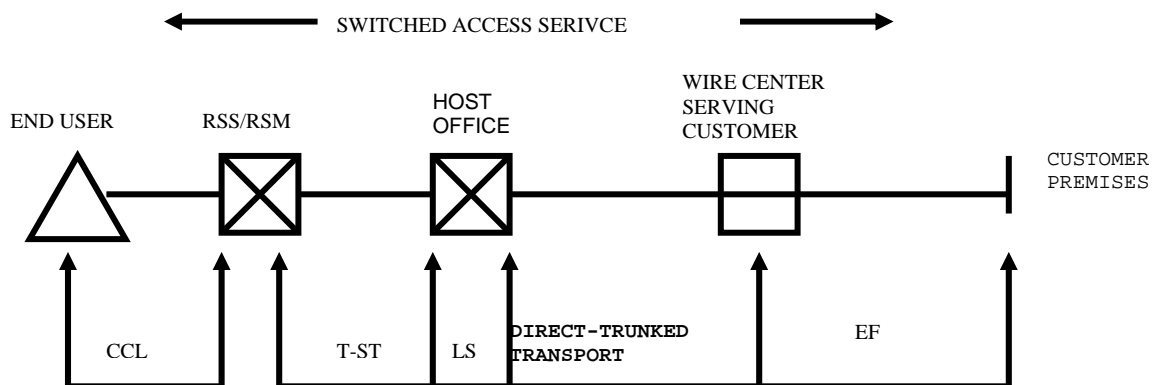 SWITCHED ACCESS SERIVCE
END USER
RSS/RSM
HOST
OFFICE
WIRE CENTER
SERVING
CUSTOMER
CUSTOMER
PREMISES
CCL
T-ST
LS
DIRECT-TRUNKED
TRANSPORT
EF